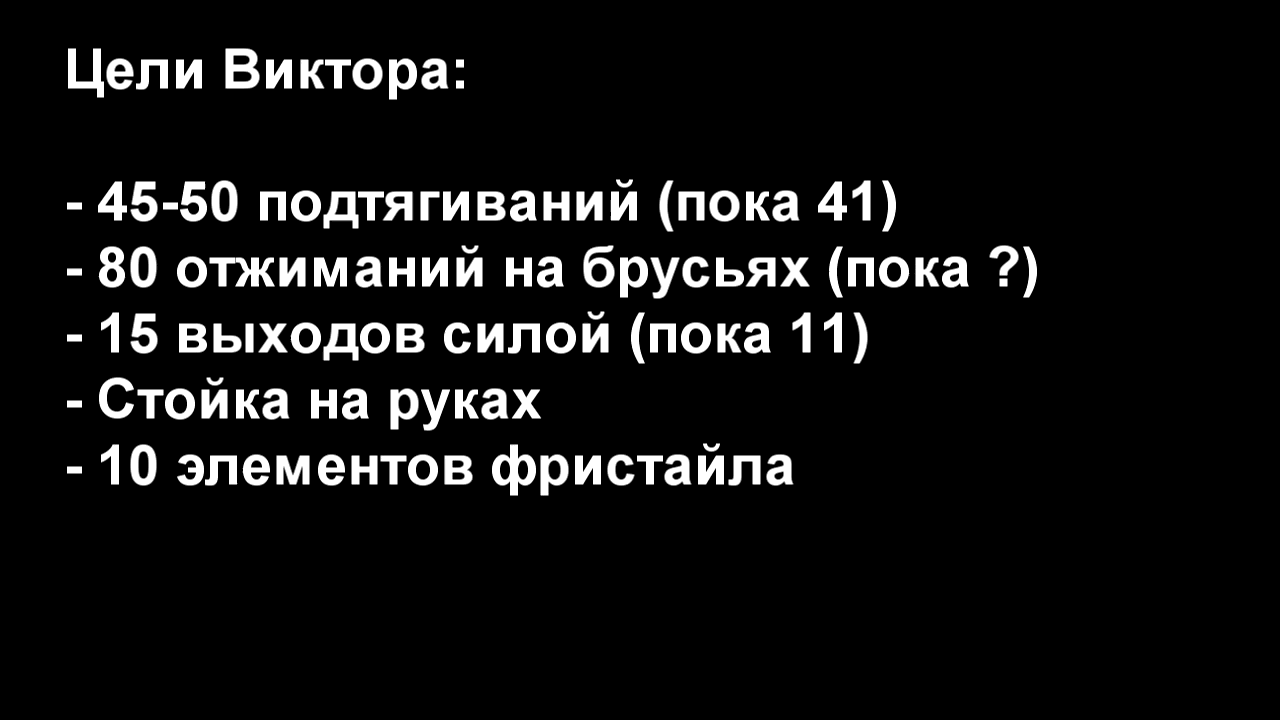 Цели Виктора:
- 45-50 подтягиваний (пока 41)
- 80 отжиманий на брусьях (пока ?)
- 15 выходов силой (пока 11)
- Стойка на руках
- 10 элементов фристайла